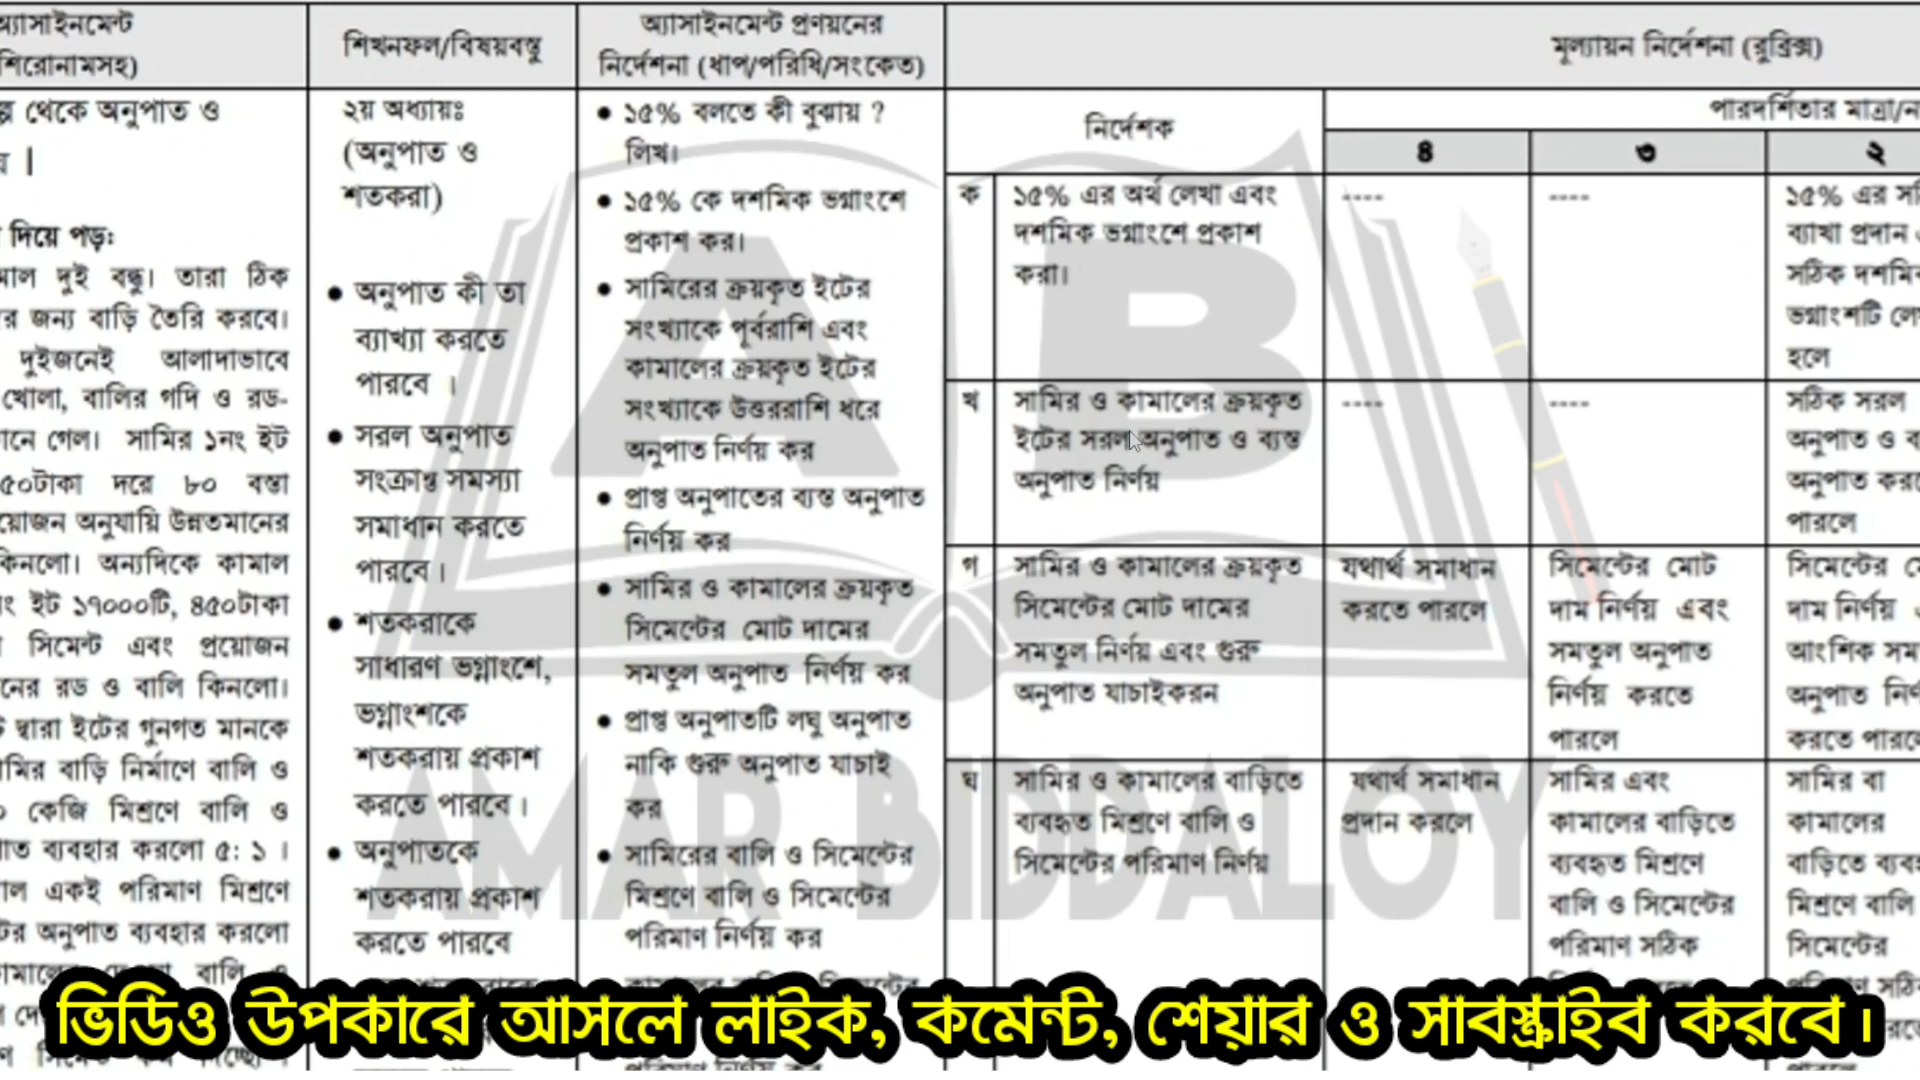 অ্যাসাইনমেন্ট
শিরোনামসহ)
থেকে অনুপাত ও
দিয়ে পড়ঃ
দুই বন্ধু। তারা ঠিক
র জন্য বাড়ি তৈরি করবে।
দুইজনেই আলাদাভাবে
খোলা, বালির গদি ও রড-
গেল। সামির ১নং ইট
৫০টাকা দরে ৮০ বস্তা
অনুযায়ি উন্নতমানের
কিনলো। অন্যদিকে কামাল
ইট ১৭০০০টি, ৪৫০টাকা
সিমেন্ট এবং প্রয়োজন
রড ও বালি কিনলো।
দ্বারা ইটের গুনগত মানকে
বাড়ি নির্মাণে বালি ও
কেজি মিশ্রণে বালি ও
ব্যবহার করলো ৫: ১ ।
একই পরিমাণ মিশ্রণে
অনুপাত ব্যবহার করলো
শিখনফল/বিষয়বস্তু
২য় অধ্যায়ঃ
(অনুপাত ও
শতকরা)
● অনুপাত কী তা
ব্যাখ্যা করতে
পারবে ।
● সরল অনুপাত
সংক্রান্ত সমস্যা
সমাধান করতে
পারবে।
● শতকরাকে
সাধারণ ভগ্নাংশে,
ভগ্নাংশকে
শতকরায় প্রকাশ
করতে পারবে।
● অনুপাতকে
শতকরায় প্রকাশ
করতে পারবে
অ্যাসাইনমেন্ট প্রণয়নের
নির্দেশনা (ধাপ/পরিধি/সংকেত)
● ১৫% বলতে কী বুঝায় ?
লিখ।
● ১৫% কে দশমিক ভগ্নাংশে
প্রকাশ কর।
● সামিরের ক্রয়কৃত ইটের
সংখ্যাকে পূর্বরাশি এবং
কামালের ক্রয়কৃত ইটের
সংখ্যাকে উত্তররাশি ধরে
অনুপাত নির্ণয় কর
● প্রাপ্ত অনুপাতের ব্যস্ত অনুপাত
নির্ণয় কর
● সামির ও কামালের ক্রয়কৃত
সিমেন্টের মোট দামের
সমতুল অনুপাত নির্ণয় কর
● প্রাপ্ত অনুপাতটি লঘু অনুপাত
নাকি গুরু অনুপাত যাচাই
কর
● সামিরের বালি ও সিমেন্টের
মিশ্রণে বালি ও সিমেন্টের
পরিমাণ নির্ণয় কর
মূল্যায়ন নির্দেশনা (রুব্রিক্স)
নির্দেশক
পারদর্শিতার মাত্রা/ন
৪ ৩ ২
ক ১৫% এর অর্থ লেখা এবং
দশমিক ভগ্নাংশে প্রকাশ
করা।
---- ----
১৫% এর সঠি
ব্যাখা প্রদান
সঠিক দশমিক
ভগ্নাংশটি লে
হলে
খ সামির ও কামালের ক্রয়কৃত
ইটের সরল অনুপাত ও ব্যস্ত
অনুপাত নির্ণয়
---- ----
সঠিক সরল
অনুপাত ও ব
অনুপাত করতে
পারলে
গ সামির ও কামালের ক্রয়কৃত
সিমেন্টের মোট দামের
সমতুল নির্ণয় এবং গুরু
অনুপাত যাচাইকরন
যথার্থ সমাধান
করতে পারলে
সিমেন্টের মোট
দাম নির্ণয় এবং
সমতুল অনুপাত
নির্ণয় করতে
পারলে
সিমেন্টের মো
দাম নির্ণয়
আংশিক সম
অনুপাত নির্ণ
করতে পারলে
ঘ সামির ও কামালের বাড়িতে
ব্যবহৃত মিশ্রণে বালি ও
সিমেন্টের পরিমাণ নির্ণয়
যথার্থ সমাধান
প্রদান করলে
সামির এবং
কামালের বাড়িতে
ব্যবহৃত মিশ্রণে
বালি ও সিমেন্টের
পরিমাণ সঠিক
সামির বা
কামালের
বাড়িতে ব্যবহ
মিশ্রণে বালি
সিমেন্টের
A B
AMAR BIDDALOY
ভিডিও উপকারে আসলে লাইক, কমেন্ট, শেয়ার ও সাবস্ক্রাইব করবে।